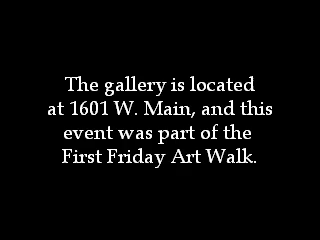 The gallery is located
at 1601 W. Main, and this
event was part of the
First Friday Art Walk.